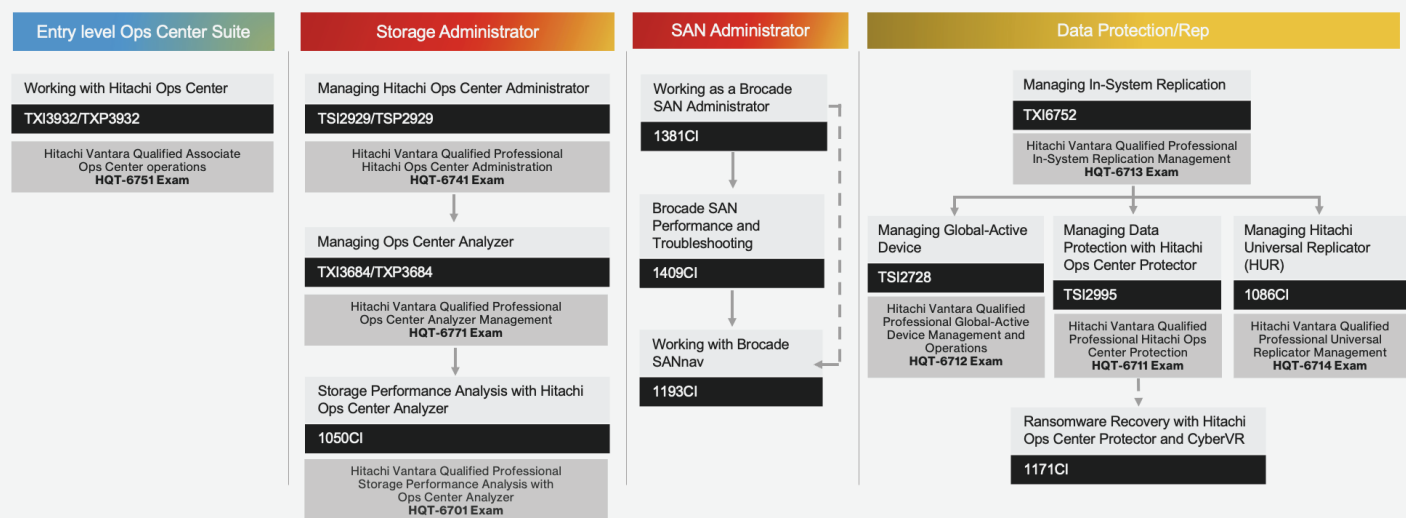 Entry level Ops Center Suite
Working with Hitachi Ops Center
TXI3932/TXP3932
Hitachi Vantara Qualified Associate
Ops Center operations
HQT-6751 Exam
Storage Administrator
Managing Hitachi Ops Center Administrator
TSI2929/TSP2929
Hitachi Vantara Qualified Professional
Hitachi Ops Center Administration
HQT-6741 Exam
Managing Ops Center Analyzer
TXI3684/TXP3684
Hitachi Vantara Qualified Professional
Ops Center Analyzer Management
HQT-6771 Exam
Storage Performance Analysis with Hitachi
Ops Center Analyzer
1050CI
Hitachi Vantara Qualified Professional
Storage Performance Analysis with
Ops Center Analyzer
HQT-6701 Exam
SAN Administrator
Working as a Brocade
SAN Administrator
1381CI
Brocade SAN
Performance and
Troubleshooting
1409CI
Working with Brocade
SANnav
1193CI
Data Protection/Rep
Managing In-System Replication
TXI6752
Hitachi Vantara Qualified Professional
In-System Replication Management
HQT-6713 Exam
Managing Global-Active
Device
TSI2728
Hitachi Vantara Qualified
Professional Global-Active
Device Management and
Operations
HQT-6712 Exam
Managing Data
Protection with Hitachi
Ops Center Protector
TSI2995
Hitachi Vantara Qualified
Professional Hitachi Ops
Center Protection
HQT-6711 Exam
Managing Hitachi
Universal Replicator
(HUR)
1086CI
Hitachi Vantara Qualified
Professional Universal
Replicator Management
HQT-6714 Exam
Ransomware Recovery with Hitachi
Ops Center Protector and CyberVR
1171CI